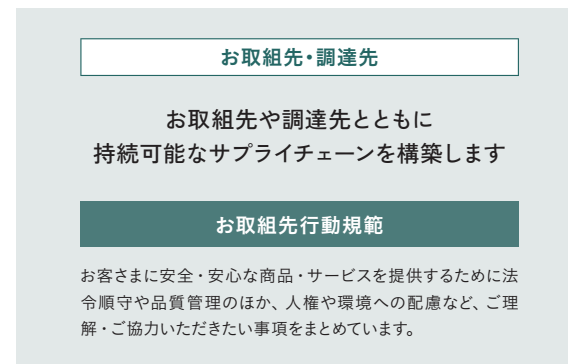 お取組先・調達先
お取組先や調達先とともに
持続可能なサプライチェーンを構築します
お取組先行動規範
お客さまに安全・安心な商品・サービスを提供するために法
令順守や品質管理のほか、人権や環境への配慮など、ご理
解・ご協力いただきたい事項をまとめています。